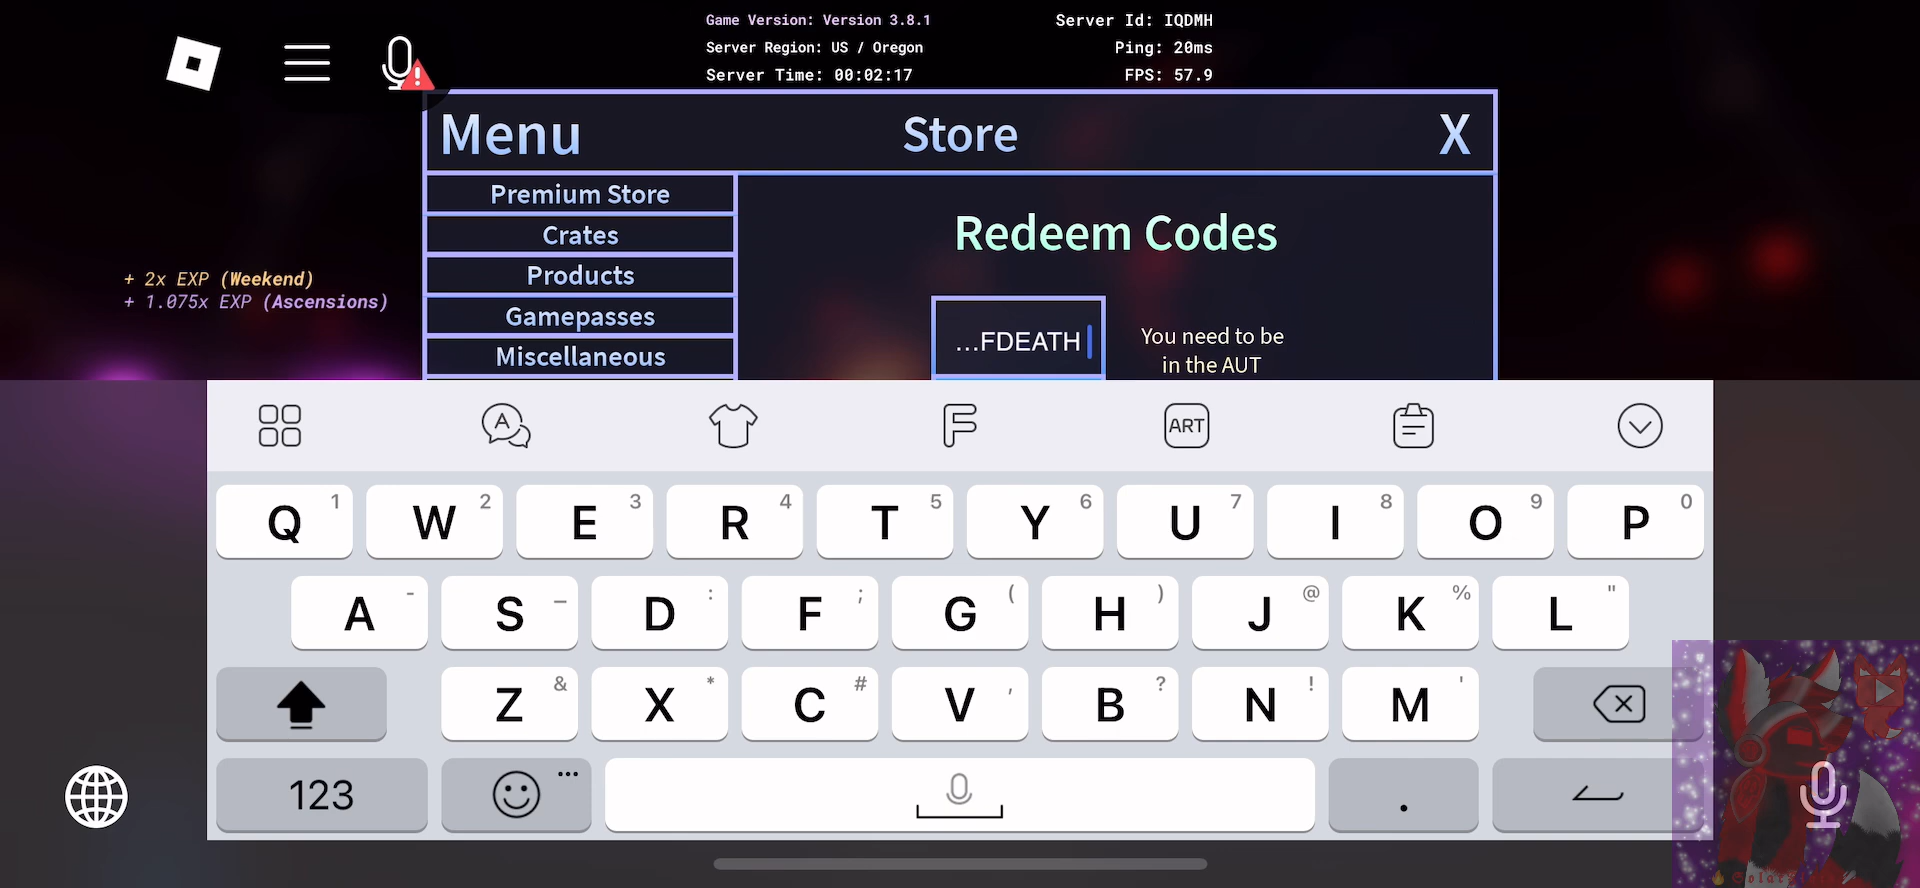 Game Version: Version 3.8.1
Server Region: US / Oregon
Server Time: 00:02:17
Server Id: IQDMH
Ping: 20ms
FPS: 57.9
Menu
Store
X
Premium Store
Crates
Products
Gamepasses
Miscellaneous
+ 2x EXP (Weekend)
+ 1.075x EXP (Ascensions)
Redeem Codes
...FDEATH
You need to be
in the AUT
A F ART
Q 1 W 2 E 3 R 4 T 5 Y 6 U 7 I 8 O 9 P 0
A - S _ D : F ; G ( H ) J @ K % L "
Z & X * C # V , B ? N ! M '
123 ... .